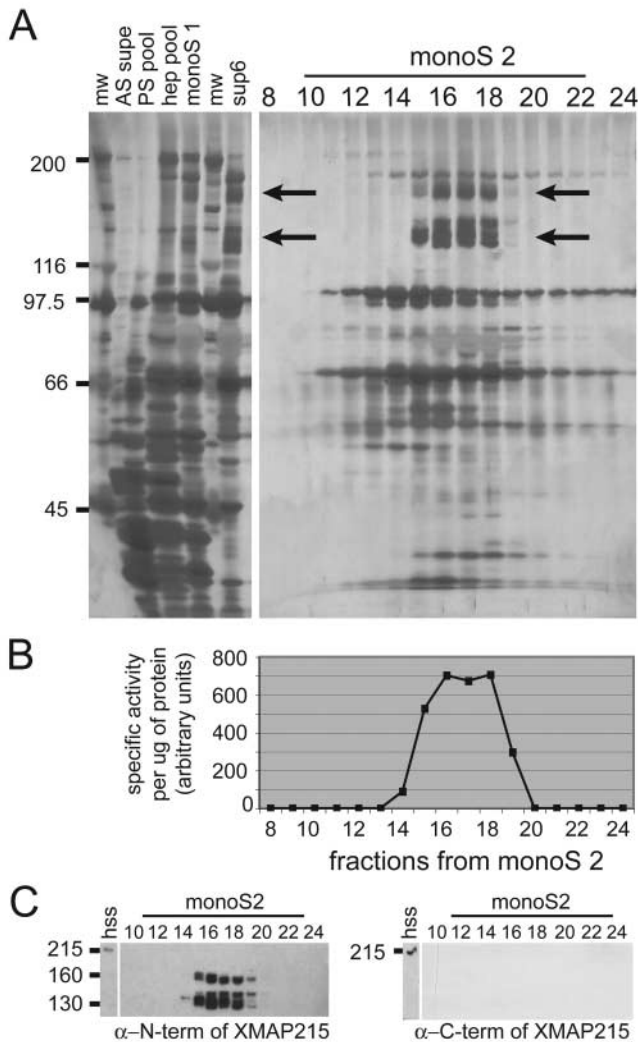 A
mw
AS supe
PS pool
hep pool
monoS 1
mw
sup6
monoS 2
8 10 12 14 16 18 20 22 24
200
116
97.5
66
45
B
specific activity
per ug of protein
(arbitrary units)
800
600
400
200
0
8 10 12 14 16 18 20 22 24
fractions from monoS 2
C
hss
monoS2
10 12 14 16 18 20 22 24
215
160
130
α–N-term of XMAP215
hss
monoS2
10 12 14 16 18 20 22 24
215
α–C-term of XMAP215